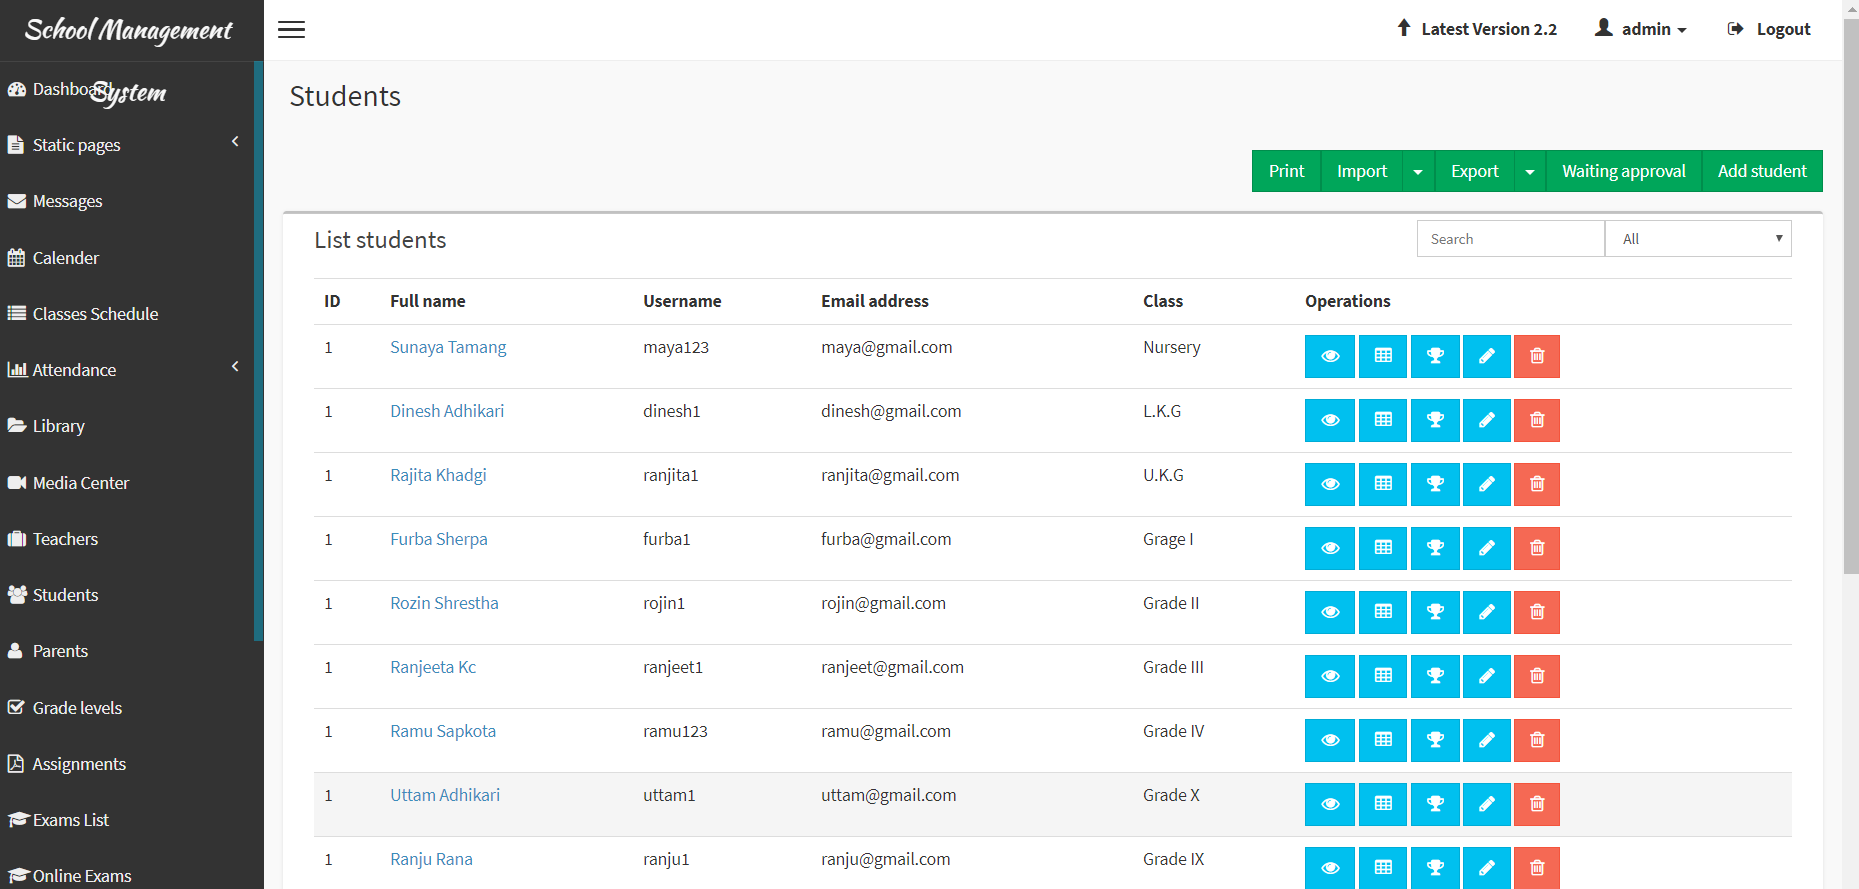 School Management
System
Latest Version 2.2
admin
Logout
Dashboard
Static pages
Messages
Calender
Classes Schedule
Attendance
Library
Media Center
Teachers
Students
Parents
Grade levels
Assignments
Exams List
Online Exams
Students
Print Import Export Waiting approval Add student
List students
Search All
ID Full name Username Email address Class Operations
1 Sunaya Tamang maya123 maya@gmail.com Nursery
1 Dinesh Adhikari dinesh1 dinesh@gmail.com L.K.G
1 Rajita Khadgi ranjita1 ranjita@gmail.com U.K.G
1 Furba Sherpa furba1 furba@gmail.com Grage I
1 Rozin Shrestha rojin1 rojin@gmail.com Grade II
1 Ranjeeta Kc ranjeet1 ranjeet@gmail.com Grade III
1 Ramu Sapkota ramu123 ramu@gmail.com Grade IV
1 Uttam Adhikari uttam1 uttam@gmail.com Grade X
1 Ranju Rana ranju1 ranju@gmail.com Grade IX